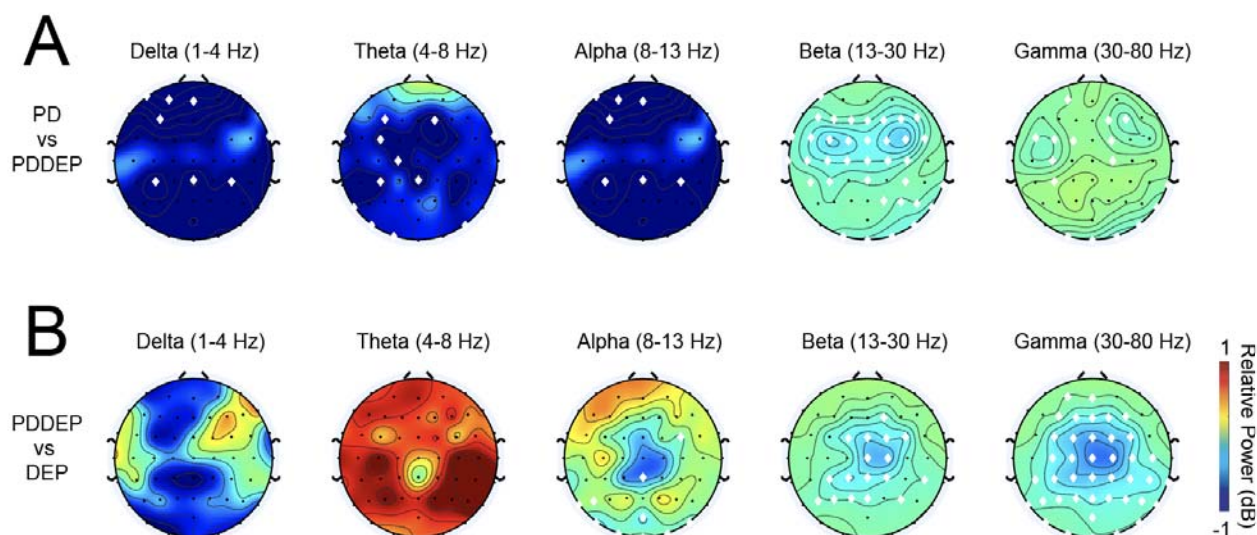 A
Delta (1-4 Hz) Theta (4-8 Hz) Alpha (8-13 Hz) Beta (13-30 Hz) Gamma (30-80 Hz)
PD
vs
PDDEP
B
Delta (1-4 Hz) Theta (4-8 Hz) Alpha (8-13 Hz) Beta (13-30 Hz) Gamma (30-80 Hz)
PDDEP
vs
DEP
1
Relative Power (dB)
-1